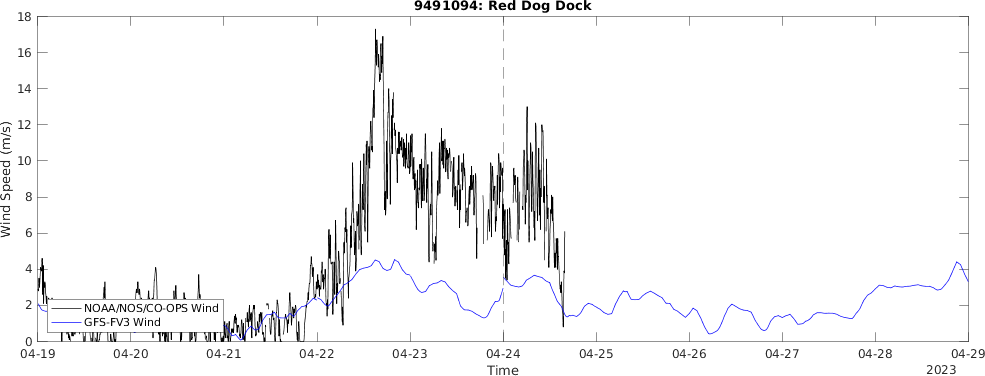 9491094: Red Dog Dock
Wind Speed (m/s)
18
16
14
12
10
8
6
4
2
0
NOAA/NOS/CO-OPS Wind
GFS-FV3 Wind
04-19 04-20 04-21 04-22 04-23 04-24 04-25 04-26 04-27 04-28 04-29
Time
2023